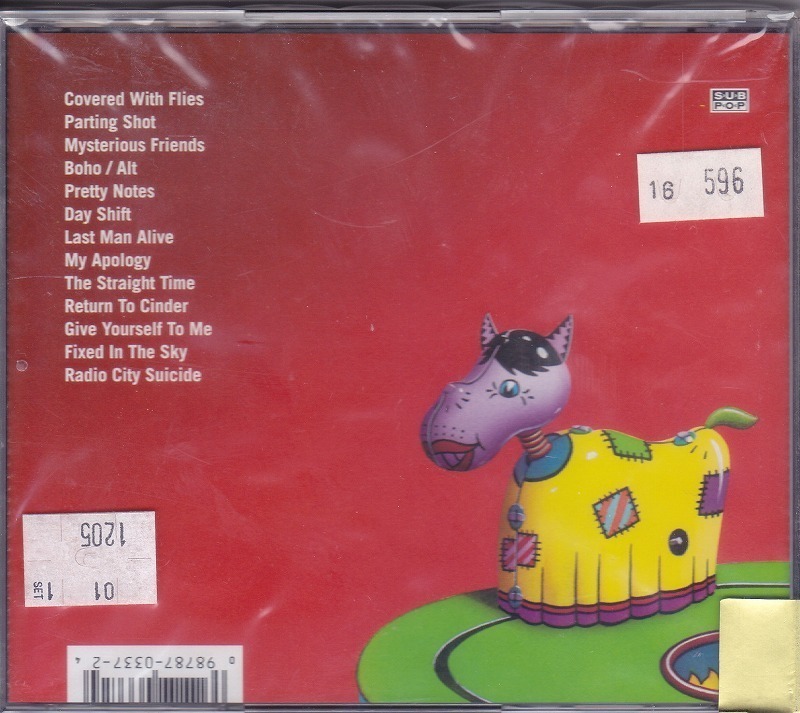 Covered With Flies
Parting Shot
Mysterious Friends
Boho / Alt
Pretty Notes
Day Shift
Last Man Alive
My Apology
The Straight Time
Return To Cinder
Give Yourself To Me
Fixed In The Sky
Radio City Suicide
S·U·B
P·O·P
16 596
1205
01 SET 1
0 98787-0337-2 4